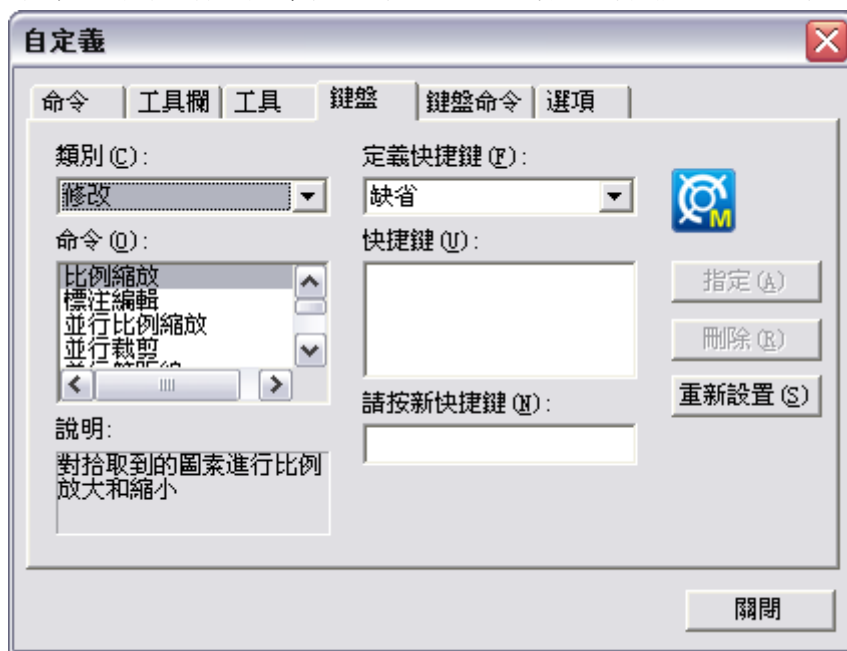 自定義
命令 工具欄 工具 鍵盤 鍵盤命令 選項
類別(C):
修改
命令(O):
比例縮放
標注編輯
並行比例縮放
並行裁剪
說明:
對拾取到的圖素進行比例
放大和縮小
定義快捷鍵(F):
缺省
快捷鍵(U):
請按新快捷鍵(N):
M
指定(A)
刪除(R)
重新設置(S)
關閉